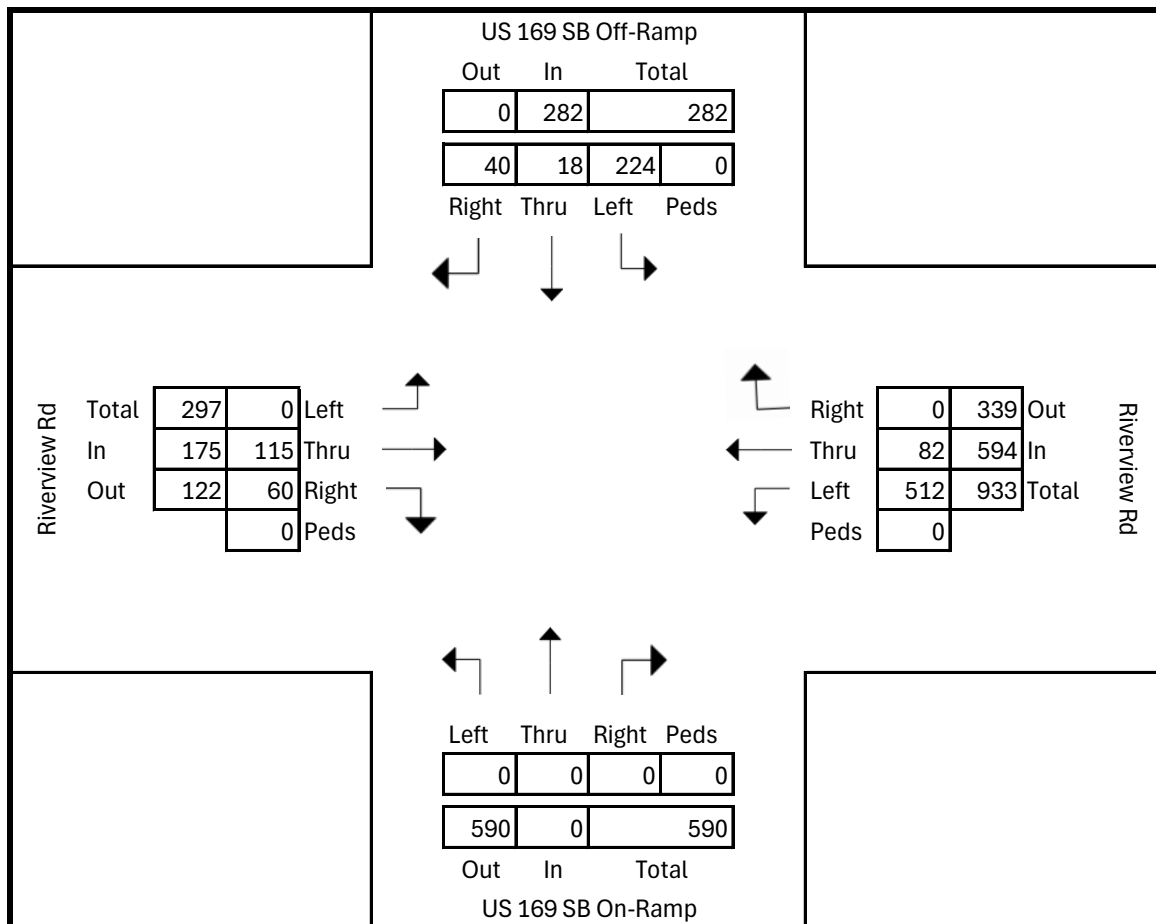 US 169 SB Off-Ramp
Out In Total
0 282 282
40 18 224 0
Right Thru Left Peds
Riverview Rd
Total 297 0 Left
In 175 115 Thru
Out 122 60 Right
0 Peds
Right 0 339 Out
Thru 82 594 In
Left 512 933 Total
Peds 0
Riverview Rd
Left Thru Right Peds
0 0 0 0
590 0 590
Out In Total
US 169 SB On-Ramp